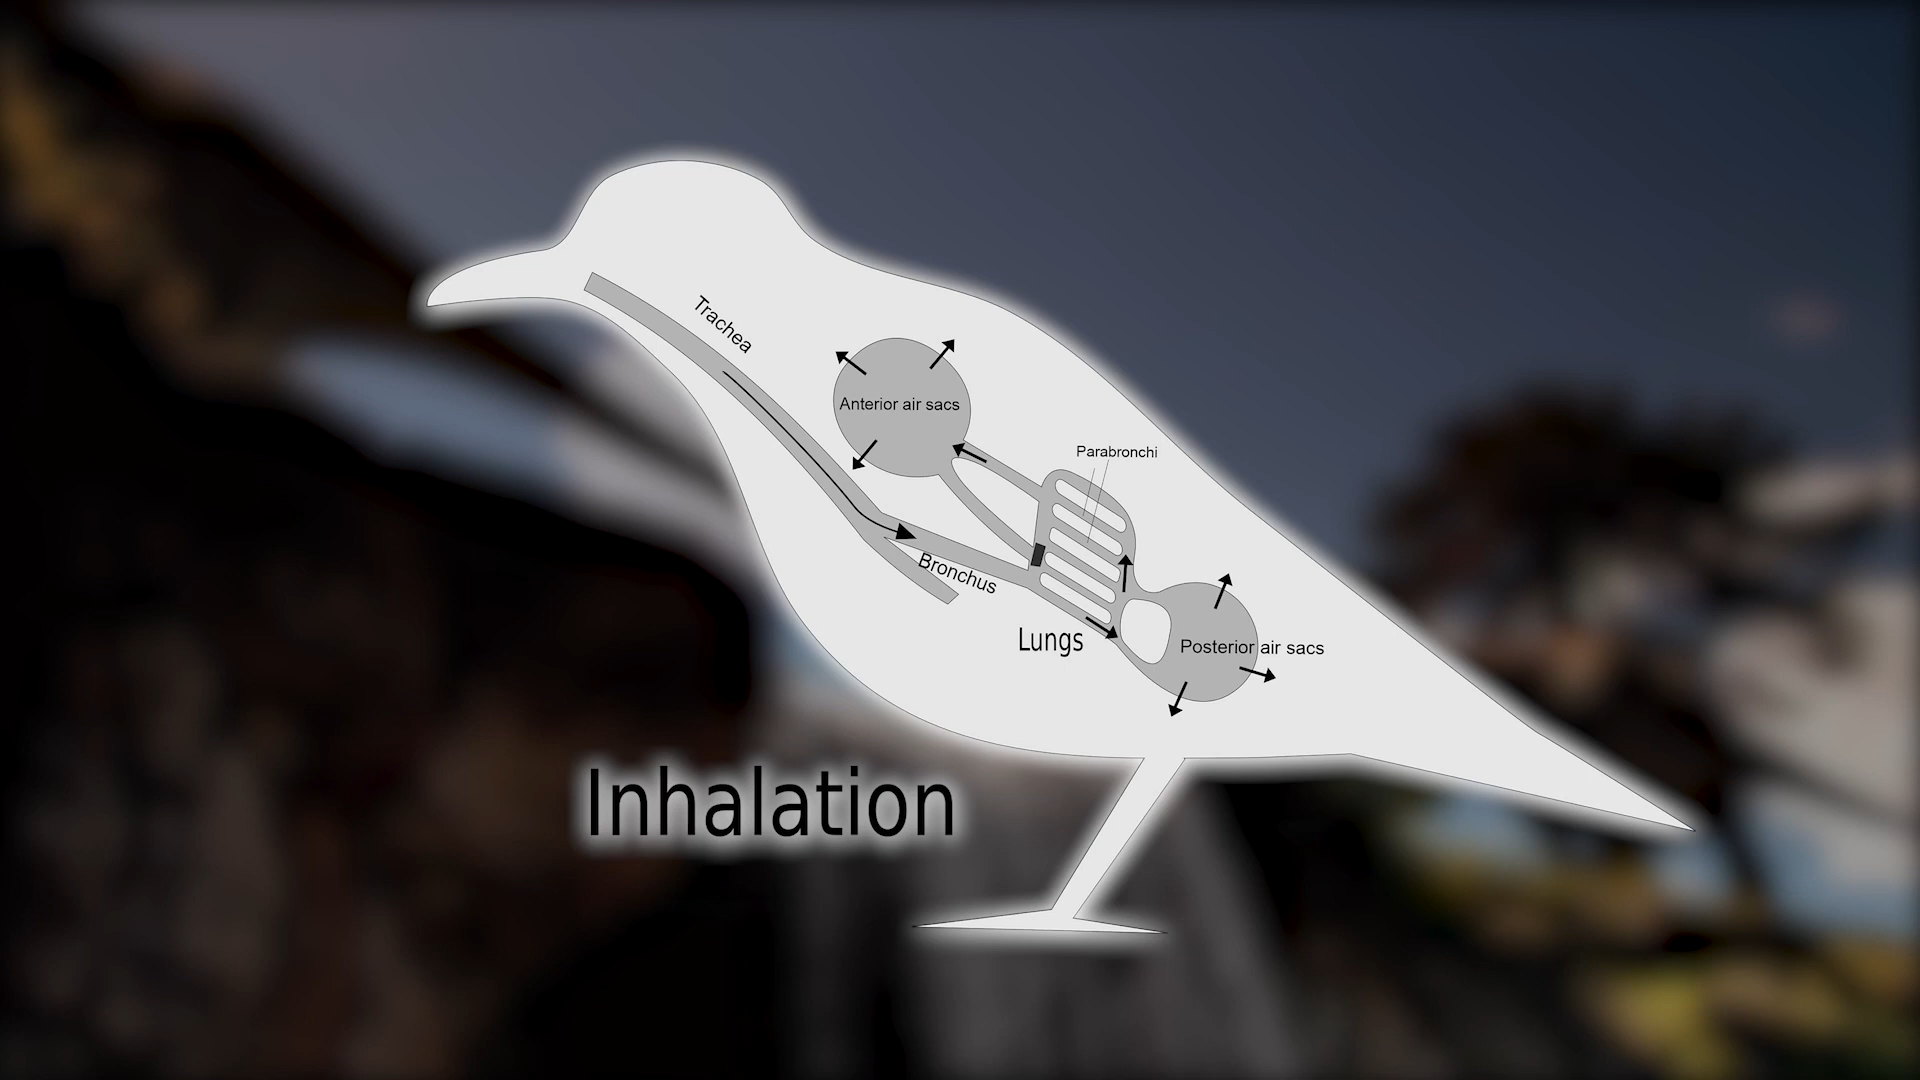 Trachea
Anterior air sacs
Parabronchi
Bronchus
Lungs
Posterior air sacs
Inhalation